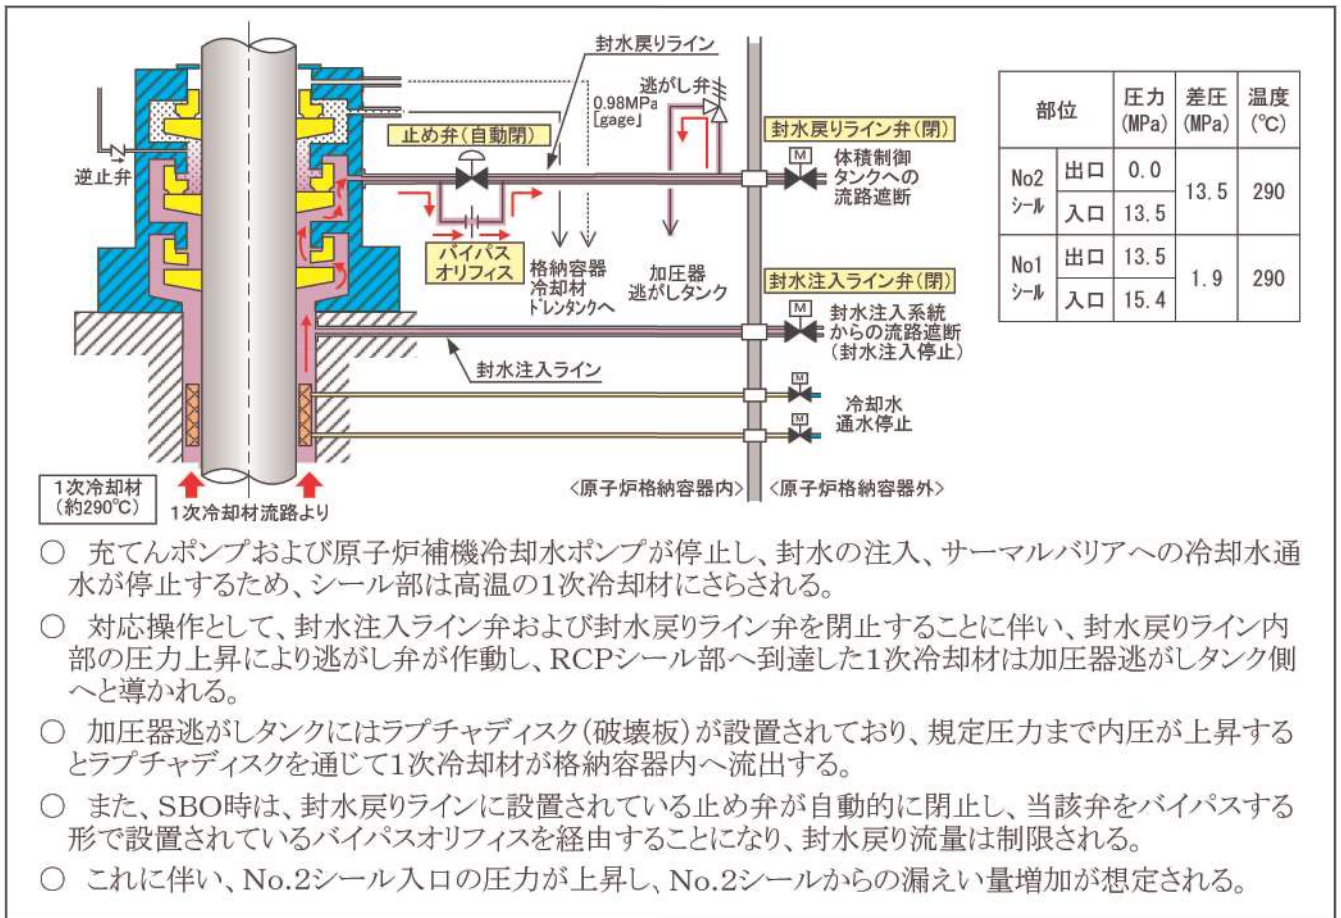 封水戻りライン
逃がし弁
0.98MPa
[gage]
止め弁(自動閉)
封水戻りライン弁(閉)
M
体積制御
タンクへの
流路遮断
逆止弁
バイパス
オリフィス
格納容器
冷却材
ドレンタンクへ
加圧器
逃がしタンク
封水注入ライン弁(閉)
M
封水注入系統
からの流路遮断
(封水注入停止)
封水注入ライン
M
冷却水
通水停止
M
1次冷却材
(約290℃)
1次冷却材流路より
<原子炉格納容器内>
<原子炉格納容器外>
部位 圧力(MPa) 差圧(MPa) 温度(℃)
No2シール 出口 0.0 13.5 290
入口 13.5
No1シール 出口 13.5 1.9 290
入口 15.4
○ 充てんポンプおよび原子炉補機冷却水ポンプが停止し、封水の注入、サーマルバリアへの冷却水通
水が停止するため、シール部は高温の1次冷却材にさらされる。
○ 対応操作として、封水注入ライン弁および封水戻りライン弁を閉止することに伴い、封水戻りライン内
部の圧力上昇により逃がし弁が作動し、RCPシール部へ到達した1次冷却材は加圧器逃がしタンク側
へと導かれる。
○ 加圧器逃がしタンクにはラプチャディスク(破壊板)が設置されており、規定圧力まで内圧が上昇する
とラプチャディスクを通じて1次冷却材が格納容器内へ流出する。
○ また、SBO時は、封水戻りラインに設置されている止め弁が自動的に閉止し、当該弁をバイパスする
形で設置されているバイパスオリフィスを経由することになり、封水戻り流量は制限される。
○ これに伴い、No.2シール入口の圧力が上昇し、No.2シールからの漏えい量増加が想定される。